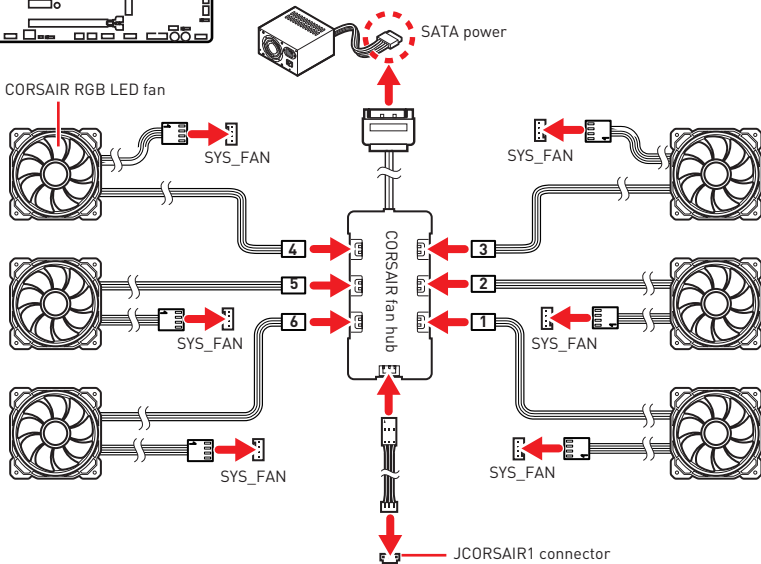 SATA power
CORSAIR RGB LED fan
SYS_FAN
SYS_FAN
4
3
CORSAIR fan hub
5
2
6
1
SYS_FAN
SYS_FAN
SYS_FAN
SYS_FAN
JCORSAIR1 connector